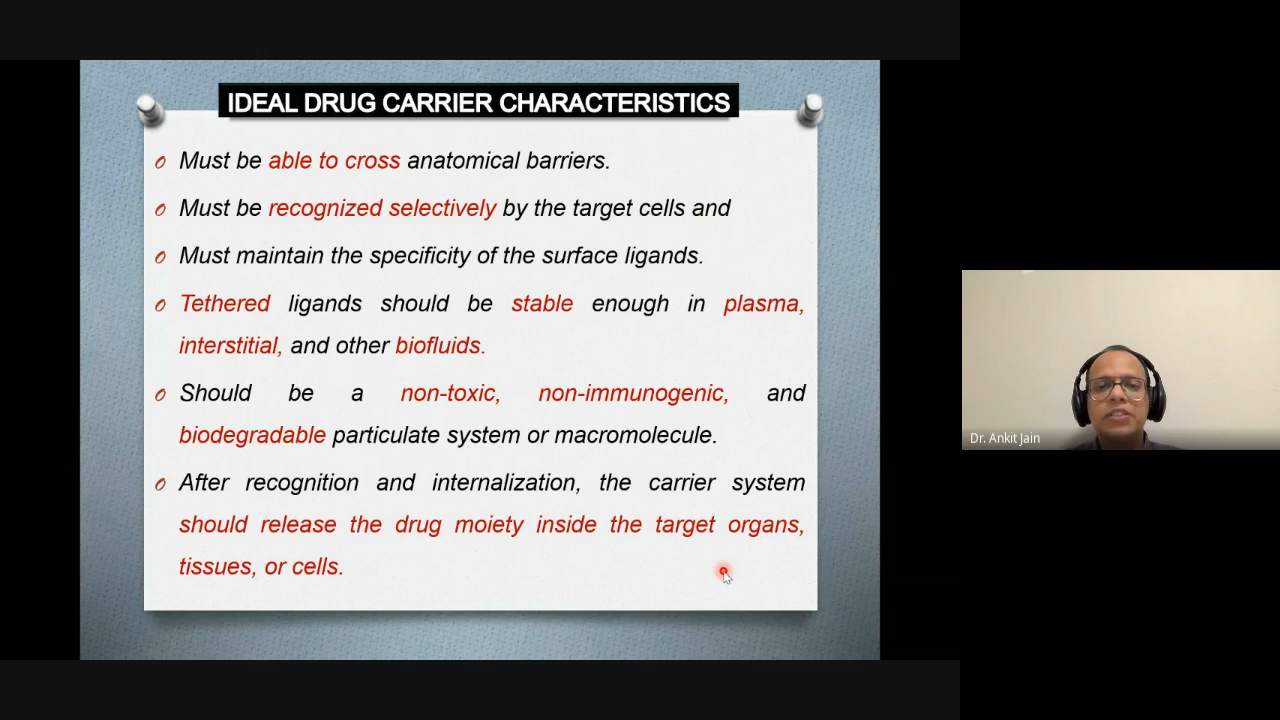 IDEAL DRUG CARRIER CHARACTERISTICS
Must be able to cross anatomical barriers.
Must be recognized selectively by the target cells and
Must maintain the specificity of the surface ligands.
Tethered ligands should be stable enough in plasma,
interstitial, and other biofluids.
Should be a non-toxic, non-immunogenic, and
biodegradable particulate system or macromolecule.
After recognition and internalization, the carrier system
should release the drug moiety inside the target organs,
tissues, or cells.
Dr. Ankit Jain